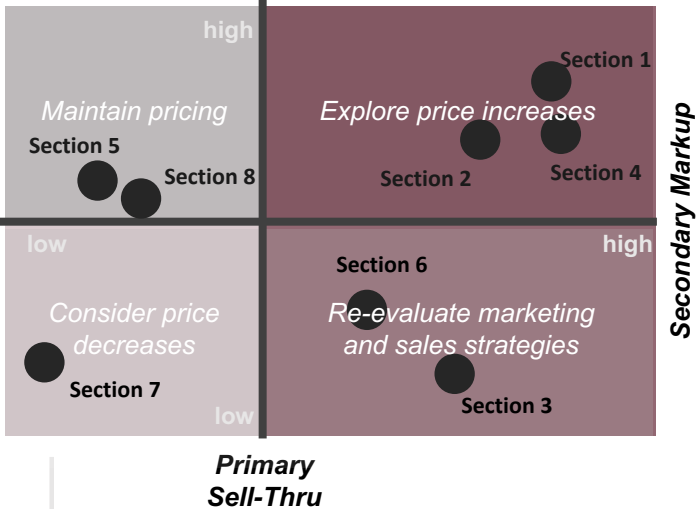 high
Section 1
Maintain pricing
Explore price increases
Section 5
Section 8
Section 2
Section 4
low
high
Section 6
Consider price
decreases
Re-evaluate marketing
and sales strategies
Section 7
Section 3
low
Primary
Sell-Thru
Secondary Markup